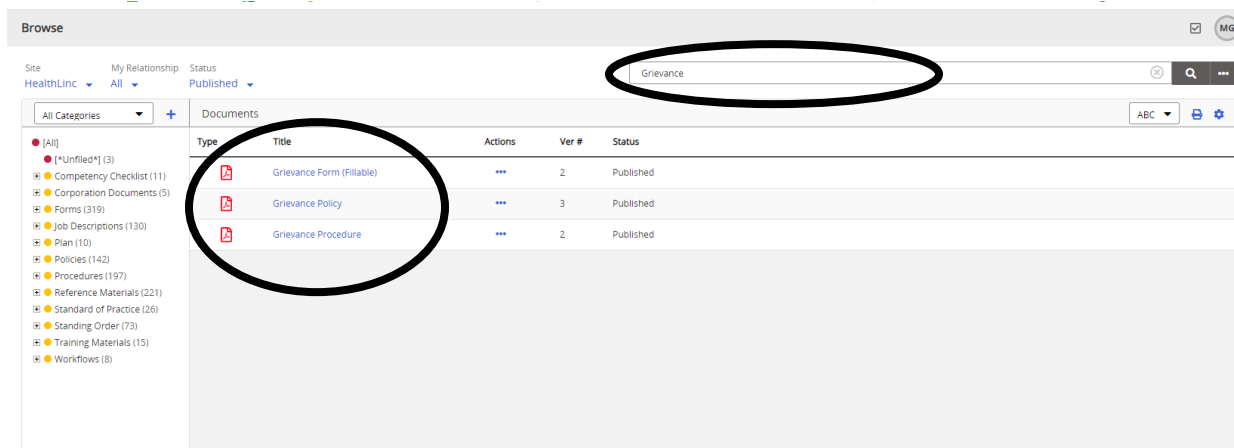 Browse
MG
Site My Relationship Status
HealthLinc All Published
Grievance
All Categories + Documents ABC
[All]
[*Unfiled*] (3)
Competency Checklist (11)
Corporation Documents (5)
Forms (319)
Job Descriptions (130)
Plan (10)
Policies (142)
Procedures (197)
Reference Materials (221)
Standard of Practice (26)
Standing Order (73)
Training Materials (15)
Workflows (8)
Type Title Actions Ver # Status
Grievance Form (Fillable) ••• 2 Published
Grievance Policy ••• 3 Published
Grievance Procedure ••• 2 Published